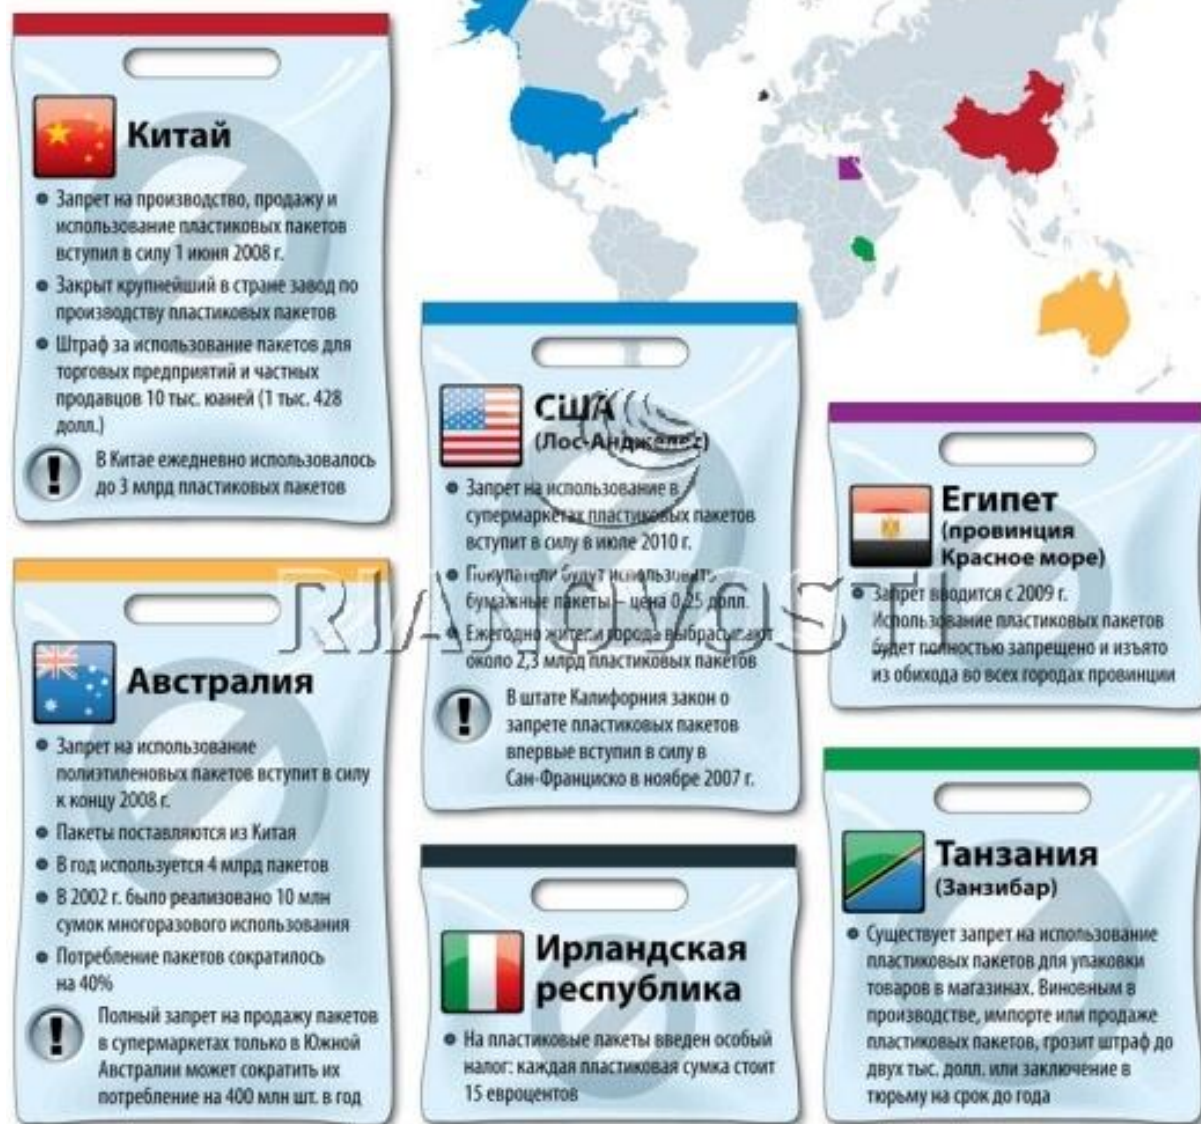 Китай
Запрет на производство, продажу и
использование пластиковых пакетов
вступил в силу 1 июня 2008 г.
Закрыт крупнейший в стране завод по
производству пластиковых пакетов
Штраф за использование пакетов для
торговых предприятий и частных
продавцов 10 тыс. юаней (1 тыс. 428
долл.)
В Китае ежедневно использовалось
до 3 млрд пластиковых пакетов
Австралия
Запрет на использование
полиэтиленовых пакетов вступит в силу
к концу 2008 г.
Пакеты поставляются из Китая
В год используется 4 млрд пакетов
В 2002 г. было реализовано 10 млн
сумок многоразового использования
Потребление пакетов сократилось
на 40%
Полный запрет на продажу пакетов
в супермаркетах только в Южной
Австралии может сократить их
потребление на 400 млн шт. в год
США
(Лос-Анджелес)
Запрет на использование в
супермаркетах пластиковых пакетов
вступит в силу в июле 2010 г.
Покупатели будут использовать
бумажные пакеты – цена 0,25 долл.
Ежегодно жители города выбрасывают
около 2,3 млрд пластиковых пакетов
В штате Калифорния закон о
запрете пластиковых пакетов
впервые вступил в силу в
Сан-Франциско в ноябре 2007 г.
Ирландская
республика
На пластиковые пакеты введен особый
налог: каждая пластиковая сумка стоит
15 евроцентов
Египет
(провинция
Красное море)
Запрет вводится с 2009 г.
Использование пластиковых пакетов
будет полностью запрещено и изъято
из обихода во всех городах провинции
Танзания
(Занзибар)
Существует запрет на использование
пластиковых пакетов для упаковки
товаров в магазинах. Виновным в
производстве, импорте или продаже
пластиковых пакетов, грозит штраф до
двух тыс. долл. или заключение в
тюрьму на срок до года
RIANOVOSTI